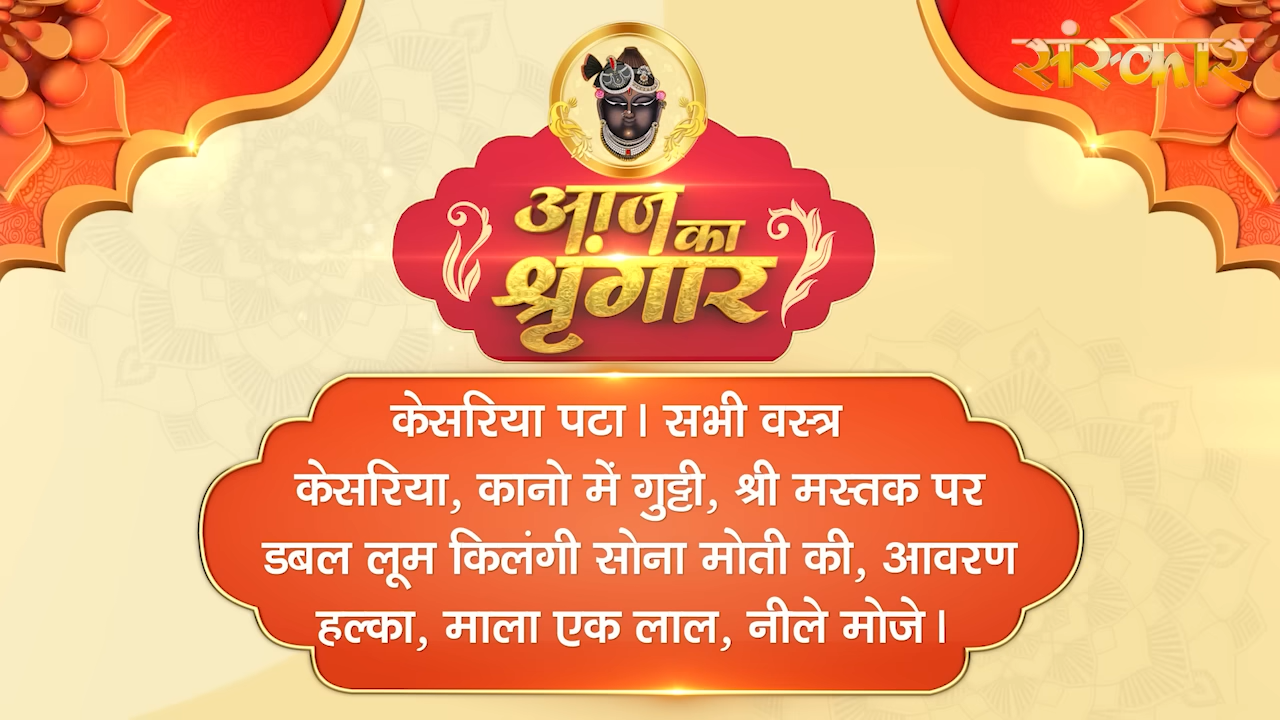 संस्कार
आज का
श्रृंगार
केसरिया पटा। सभी वस्त्र
केसरिया, कानो में गुट्टी, श्री मस्तक पर
डबल लूम किलंगी सोना मोती की, आवरण
हल्का, माला एक लाल, नीले मोजे।